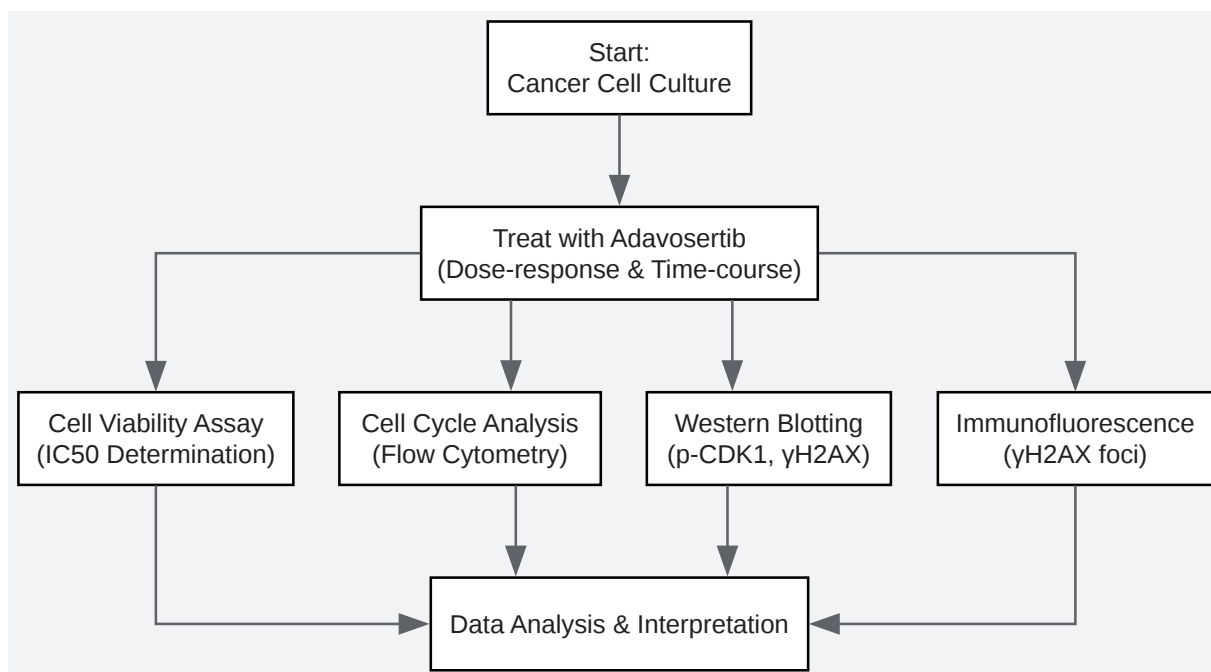 Start:
Cancer Cell Culture
Treat with Adavosertib
(Dose-response & Time-course)
Cell Viability Assay
(IC50 Determination)
Cell Cycle Analysis
(Flow Cytometry)
Western Blotting
(p-CDK1, γH2AX)
Immunofluorescence
(γH2AX foci)
Data Analysis & Interpretation